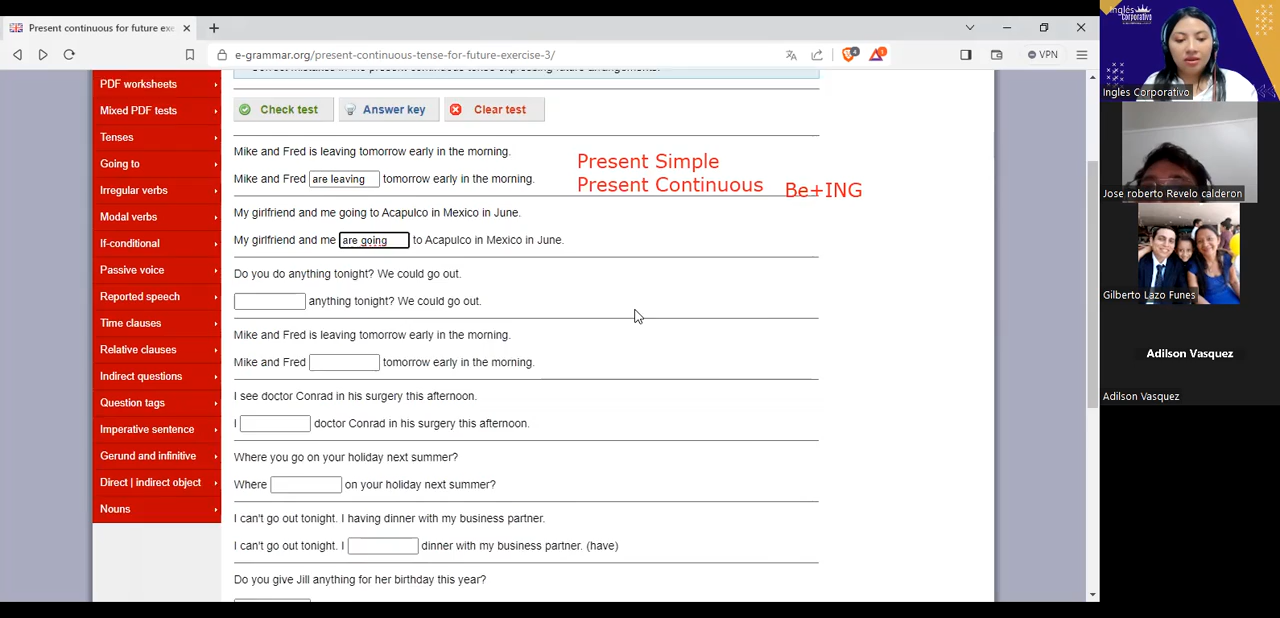 Present continuous for future exe
e-grammar.org/present-continuous-tense-for-future-exercise-3/
4
1
VPN
PDF worksheets
Mixed PDF tests
Tenses
Going to
Irregular verbs
Modal verbs
If-conditional
Passive voice
Reported speech
Time clauses
Relative clauses
Indirect questions
Question tags
Imperative sentence
Gerund and infinitive
Direct | indirect object
Nouns
Check test
Answer key
Clear test
Mike and Fred is leaving tomorrow early in the morning.
Mike and Fred are leaving tomorrow early in the morning.
Present Simple
Present Continuous
Be+ING
My girlfriend and me going to Acapulco in Mexico in June.
My girlfriend and me are going to Acapulco in Mexico in June.
Do you do anything tonight? We could go out.
anything tonight? We could go out.
Mike and Fred is leaving tomorrow early in the morning.
Mike and Fred tomorrow early in the morning.
I see doctor Conrad in his surgery this afternoon.
I doctor Conrad in his surgery this afternoon.
Where you go on your holiday next summer?
Where on your holiday next summer?
I can't go out tonight. I having dinner with my business partner.
I can't go out tonight. I dinner with my business partner. (have)
Do you give Jill anything for her birthday this year?
Inglés
Corporativo
Ingles Corporativo
Jose roberto Revelo calderon
Gilberto Lazo Funes
Adilson Vasquez
Adilson Vasquez